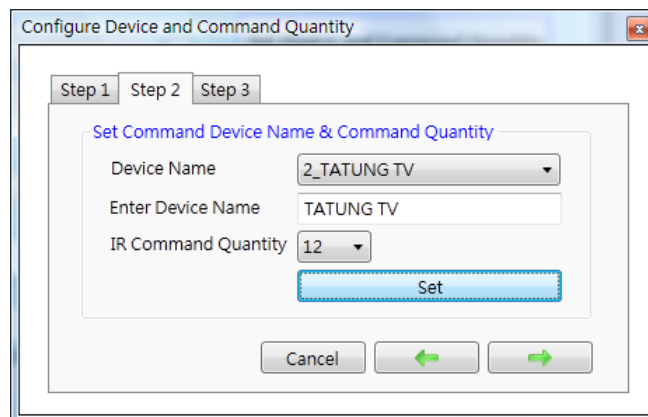 Configure Device and Command Quantity
Step 1 Step 2 Step 3
Set Command Device Name & Command Quantity
Device Name 2_TATUNG TV
Enter Device Name TATUNG TV
IR Command Quantity 12
Set
Cancel